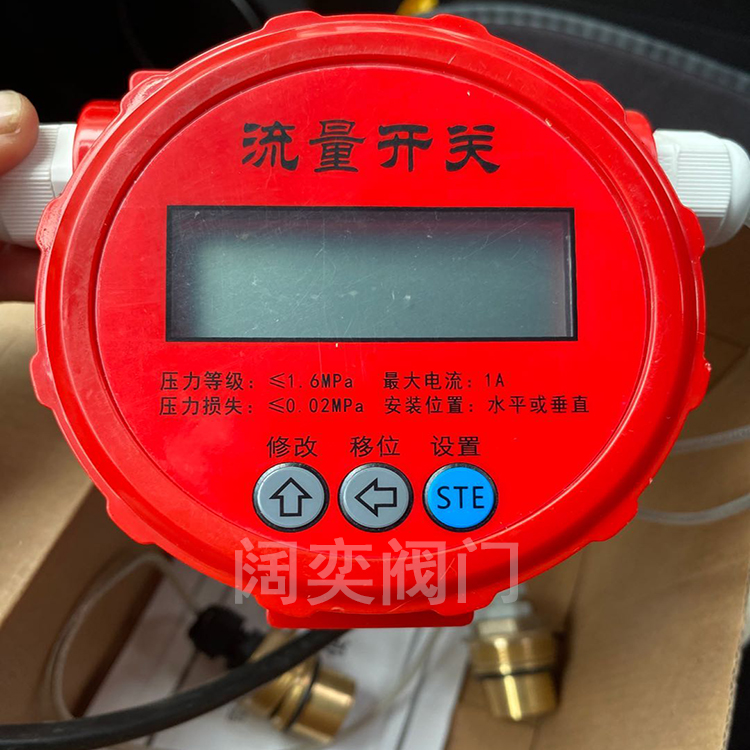 流量开关
压力等级：≤1.6MPa 最大电流：1A
压力损失：≤0.02MPa 安装位置：水平或垂直
修改 移位 设置
STE
阔奕阀门